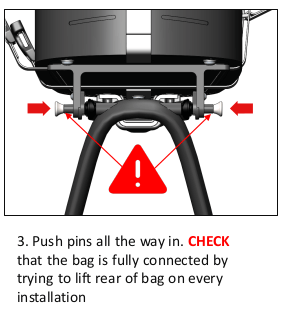 3. Push pins all the way in. CHECK
that the bag is fully connected by
trying to lift rear of bag on every
installation